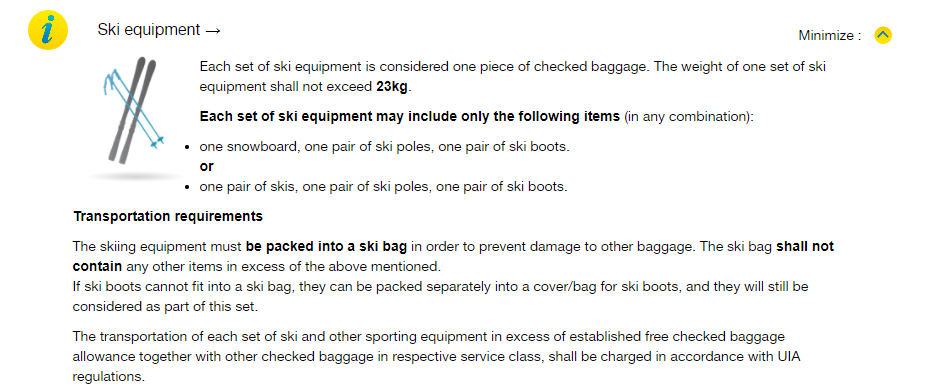 i
Ski equipment →
Minimize :
Each set of ski equipment is considered one piece of checked baggage. The weight of one set of ski
equipment shall not exceed 23kg.
Each set of ski equipment may include only the following items (in any combination):
• one snowboard, one pair of ski poles, one pair of ski boots.
or
• one pair of skis, one pair of ski poles, one pair of ski boots.
Transportation requirements
The skiing equipment must be packed into a ski bag in order to prevent damage to other baggage. The ski bag shall not
contain any other items in excess of the above mentioned.
If ski boots cannot fit into a ski bag, they can be packed separately into a cover/bag for ski boots, and they will still be
considered as part of this set.
The transportation of each set of ski and other sporting equipment in excess of established free checked baggage
allowance together with other checked baggage in respective service class, shall be charged in accordance with UIA
regulations.